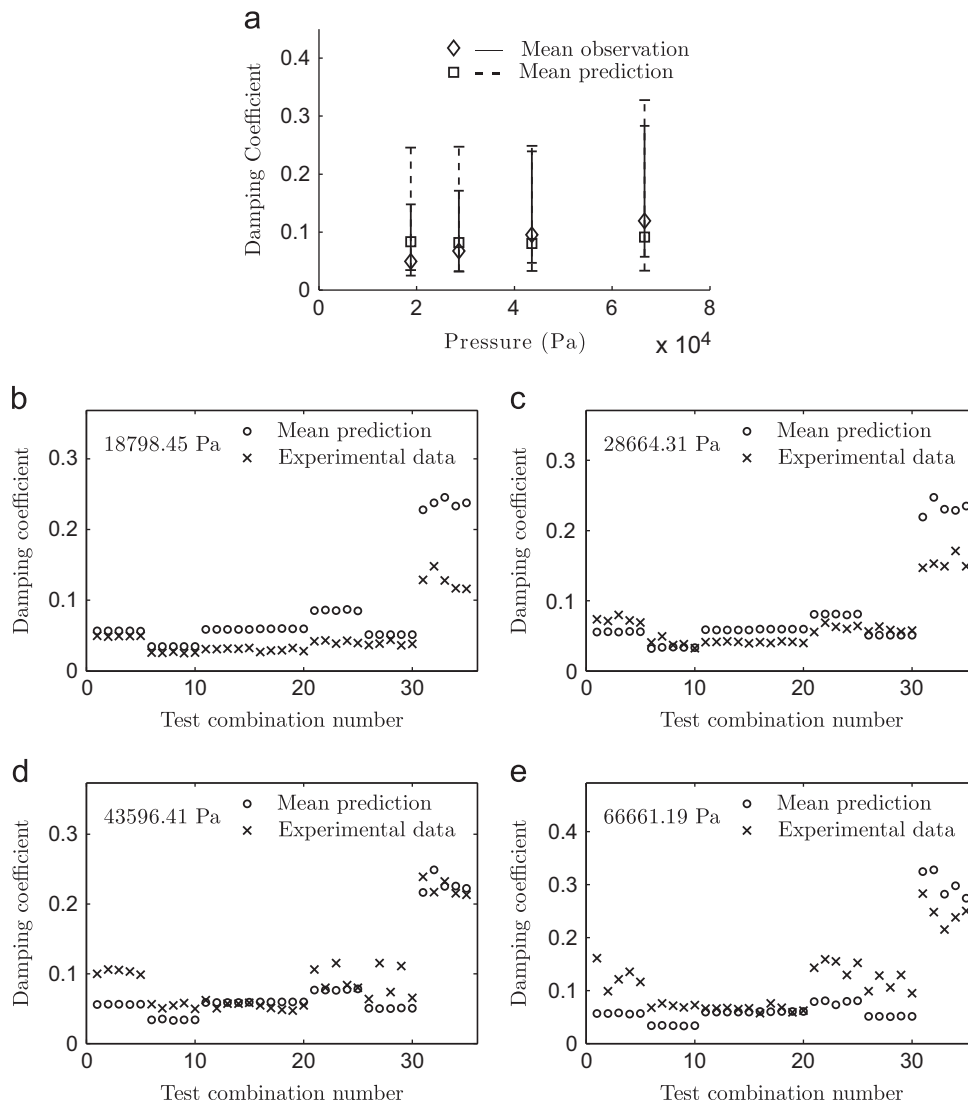 a
0.4
0.3
0.2
0.1
0
Damping Coefficient
Mean observation
Mean prediction
0 2 4 6 8
Pressure (Pa)
x 10⁴
b
18798.45 Pa
Mean prediction
Experimental data
0.3
0.2
0.1
0
Damping coefficient
0 10 20 30
Test combination number
c
28664.31 Pa
Mean prediction
Experimental data
0.3
0.2
0.1
0
Damping coefficient
0 10 20 30
Test combination number
d
43596.41 Pa
Mean prediction
Experimental data
0.3
0.2
0.1
0
Damping coefficient
0 10 20 30
Test combination number
e
66661.19 Pa
Mean prediction
Experimental data
0.4
0.3
0.2
0.1
0
Damping coefficient
0 10 20 30
Test combination number